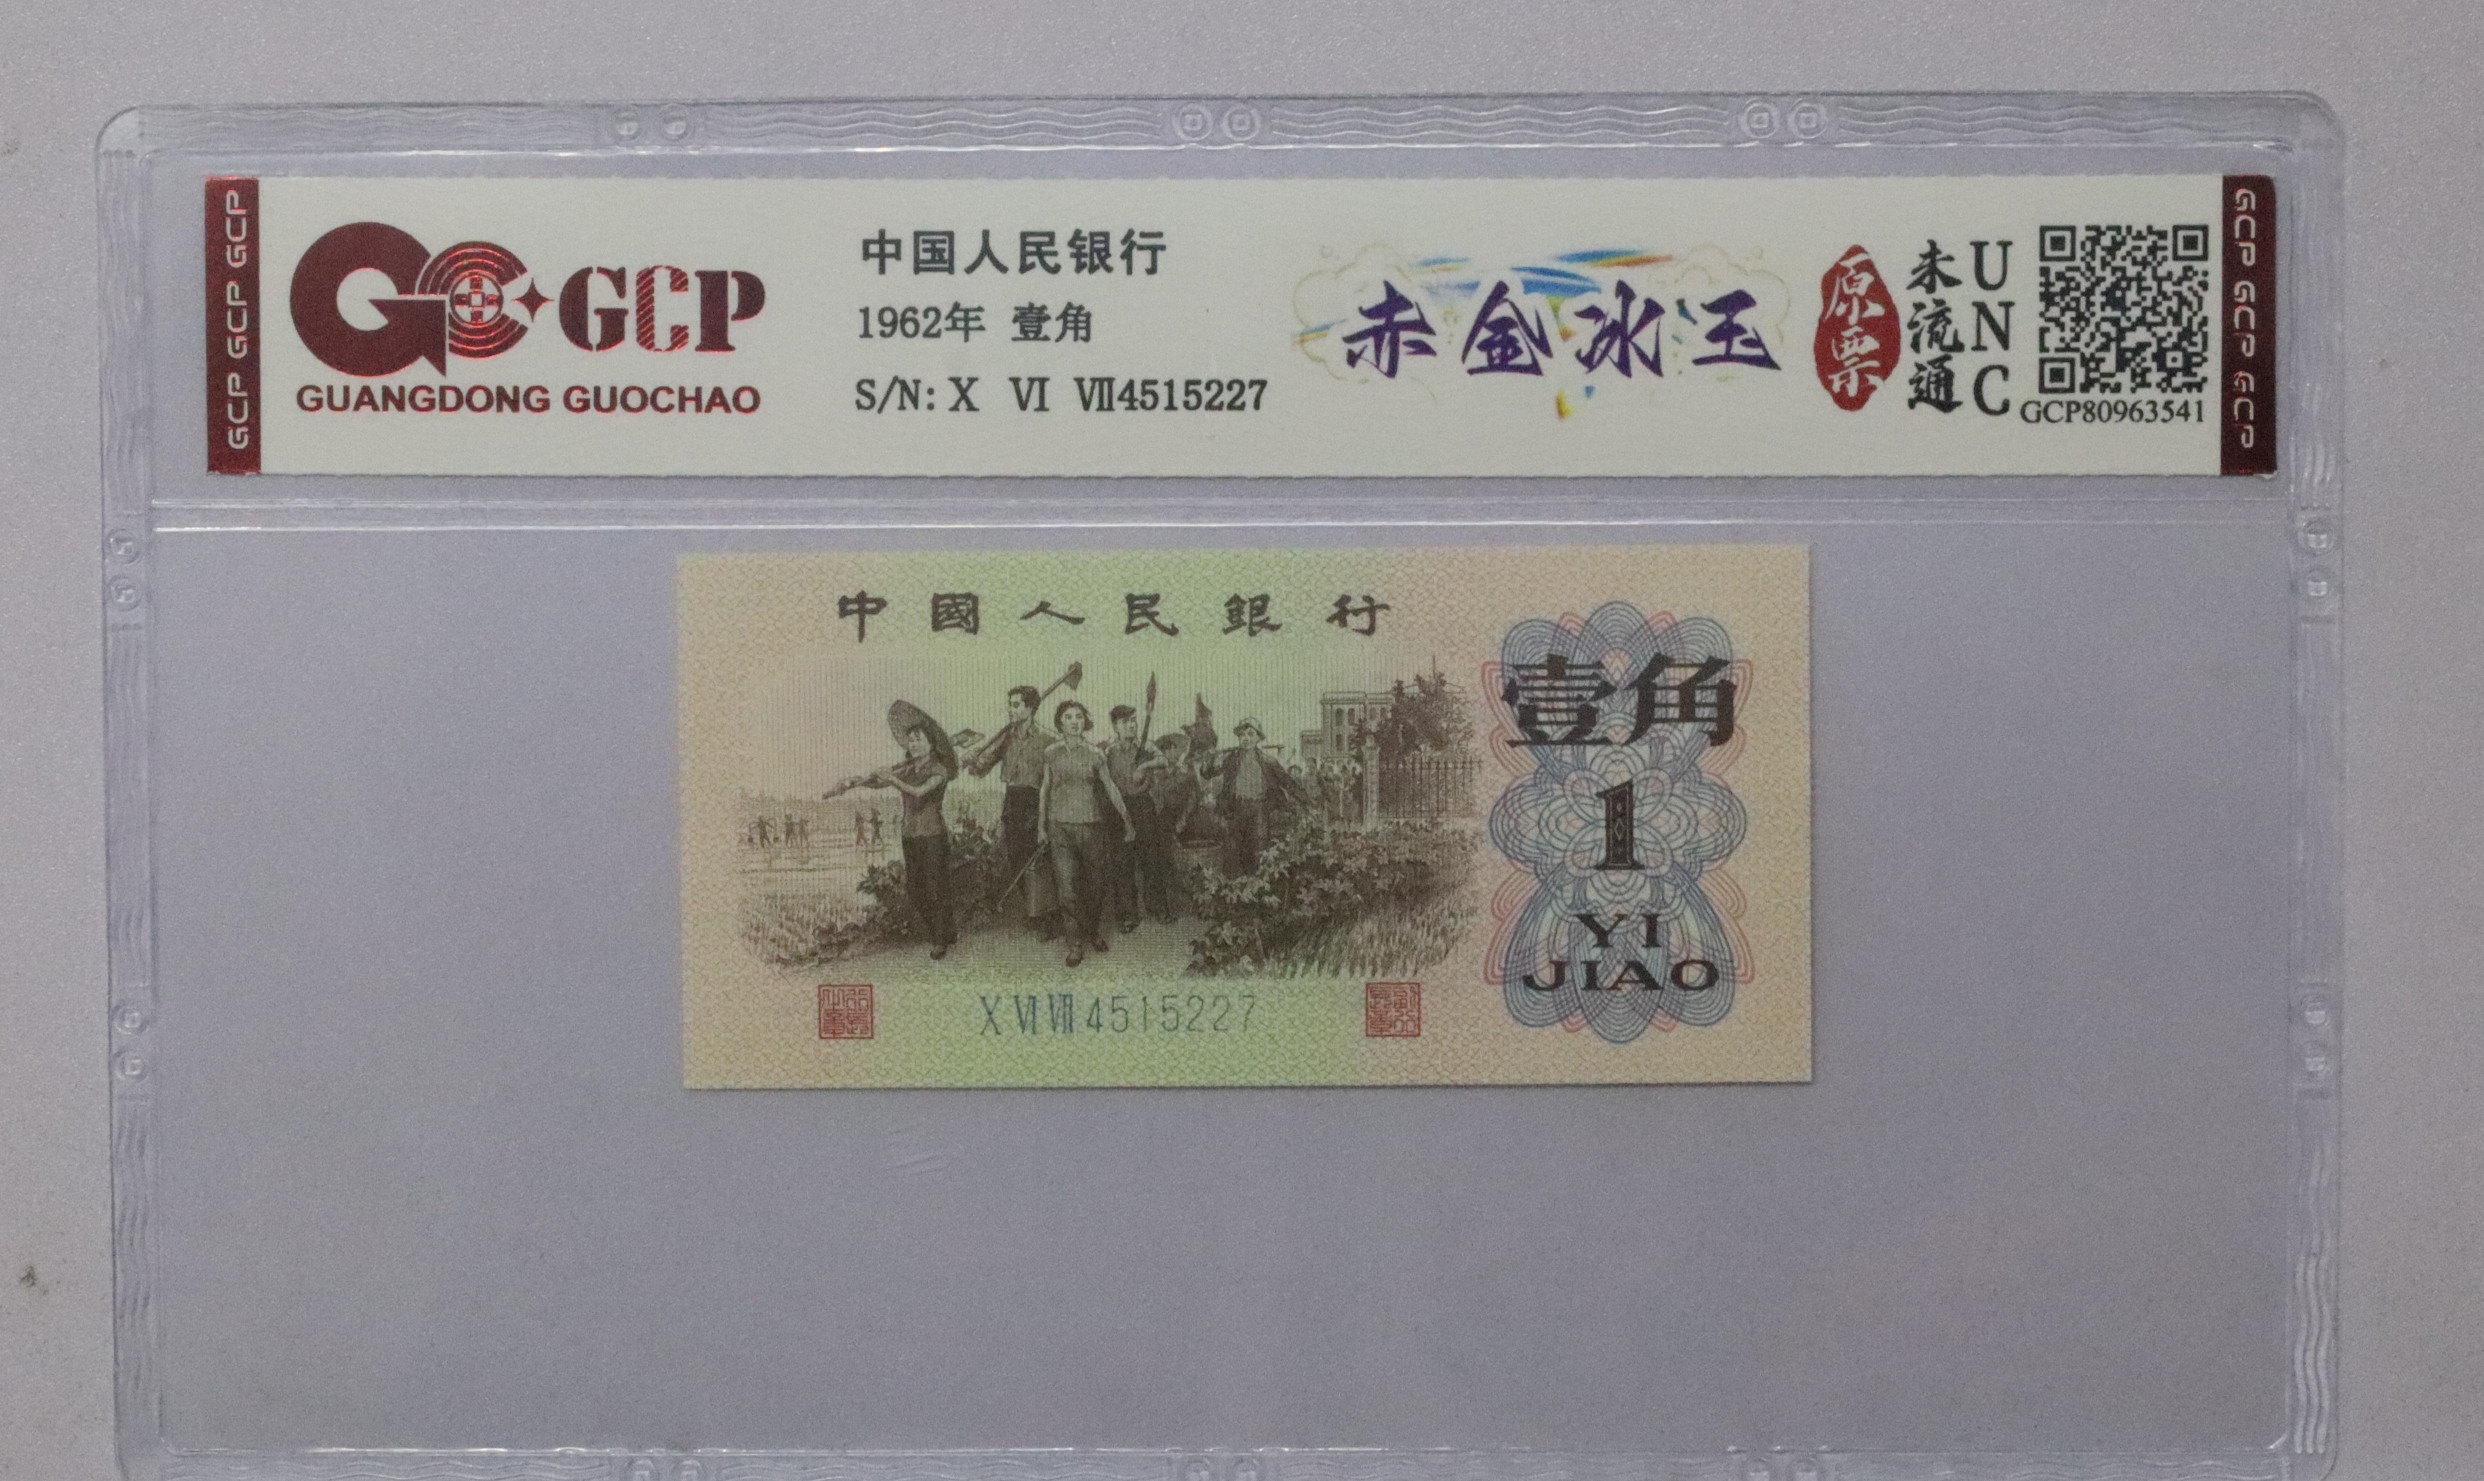 GCP GCP GCP
GCP
GUANGDONG GUOCHAO
中国人民银行
1962年 壹角
S/N: X VI VII4515227
赤金冰玉
原票
未流通
UNC
GCP80963541
GCP GCP GCP
中國人民銀行
壹角
1
YI
JIAO
X VI VII 4515227